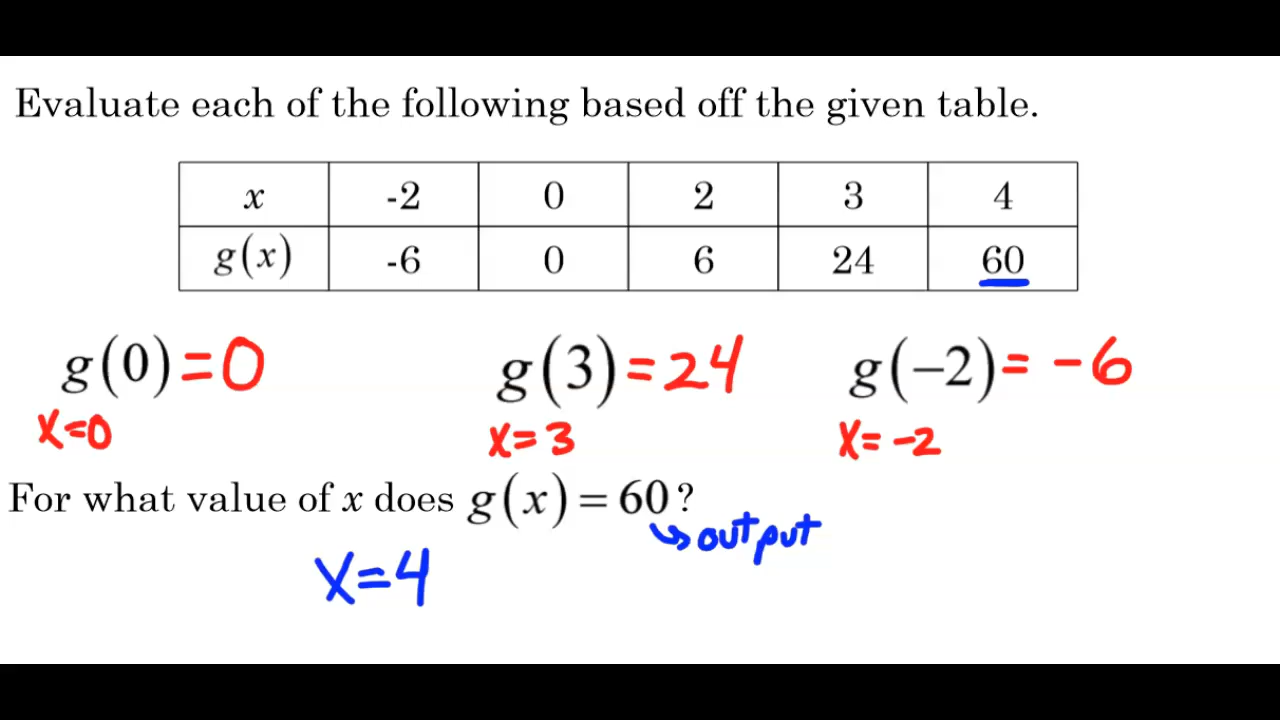 Evaluate each of the following based off the given table.
x -2 0 2 3 4
g(x) -6 0 6 24 60
g(0) = 0 g(3) = 24 g(−2) = −6
x=0 x=3 x=-2
For what value of x does g(x) = 60?
output
x=4